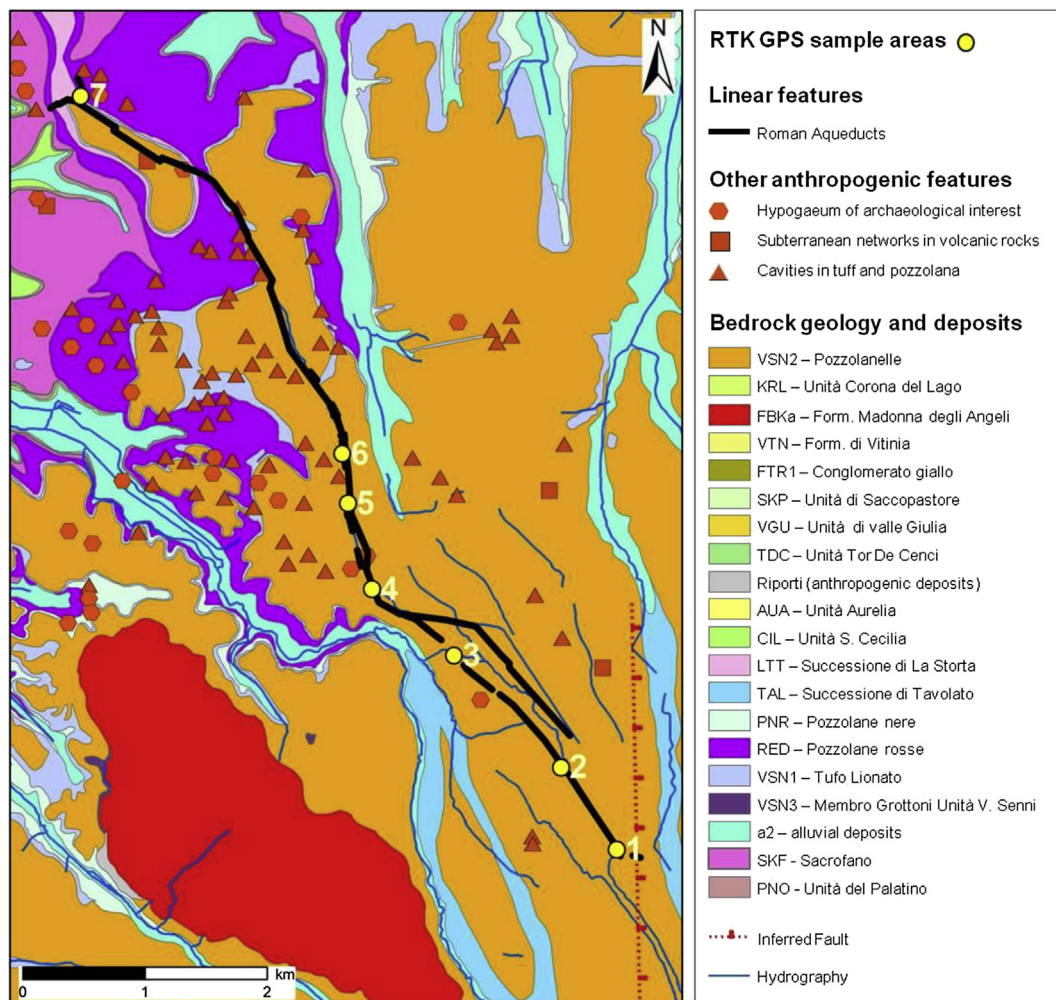 N
7
6
5
4
3
2
1
km
0 1 2
RTK GPS sample areas
Linear features
Roman Aqueducts
Other anthropogenic features
Hypogaeum of archaeological interest
Subterranean networks in volcanic rocks
Cavities in tuff and pozzolana
Bedrock geology and deposits
VSN2 – Pozzolanelle
KRL – Unità Corona del Lago
FBKa – Form. Madonna degli Angeli
VTN – Form. di Vitinia
FTR1 – Conglomerato giallo
SKP – Unità di Saccopastore
VGU – Unità di valle Giulia
TDC – Unità Tor De Cenci
Riporti (anthropogenic deposits)
AUA – Unità Aurelia
CIL – Unità S. Cecilia
LTT – Successione di La Storta
TAL – Successione di Tavolato
PNR – Pozzolane nere
RED – Pozzolane rosse
VSN1 – Tufo Lionato
VSN3 – Membro Grottoni Unità V. Senni
a2 – alluvial deposits
SKF - Sacrofano
PNO - Unità del Palatino
Inferred Fault
Hydrography